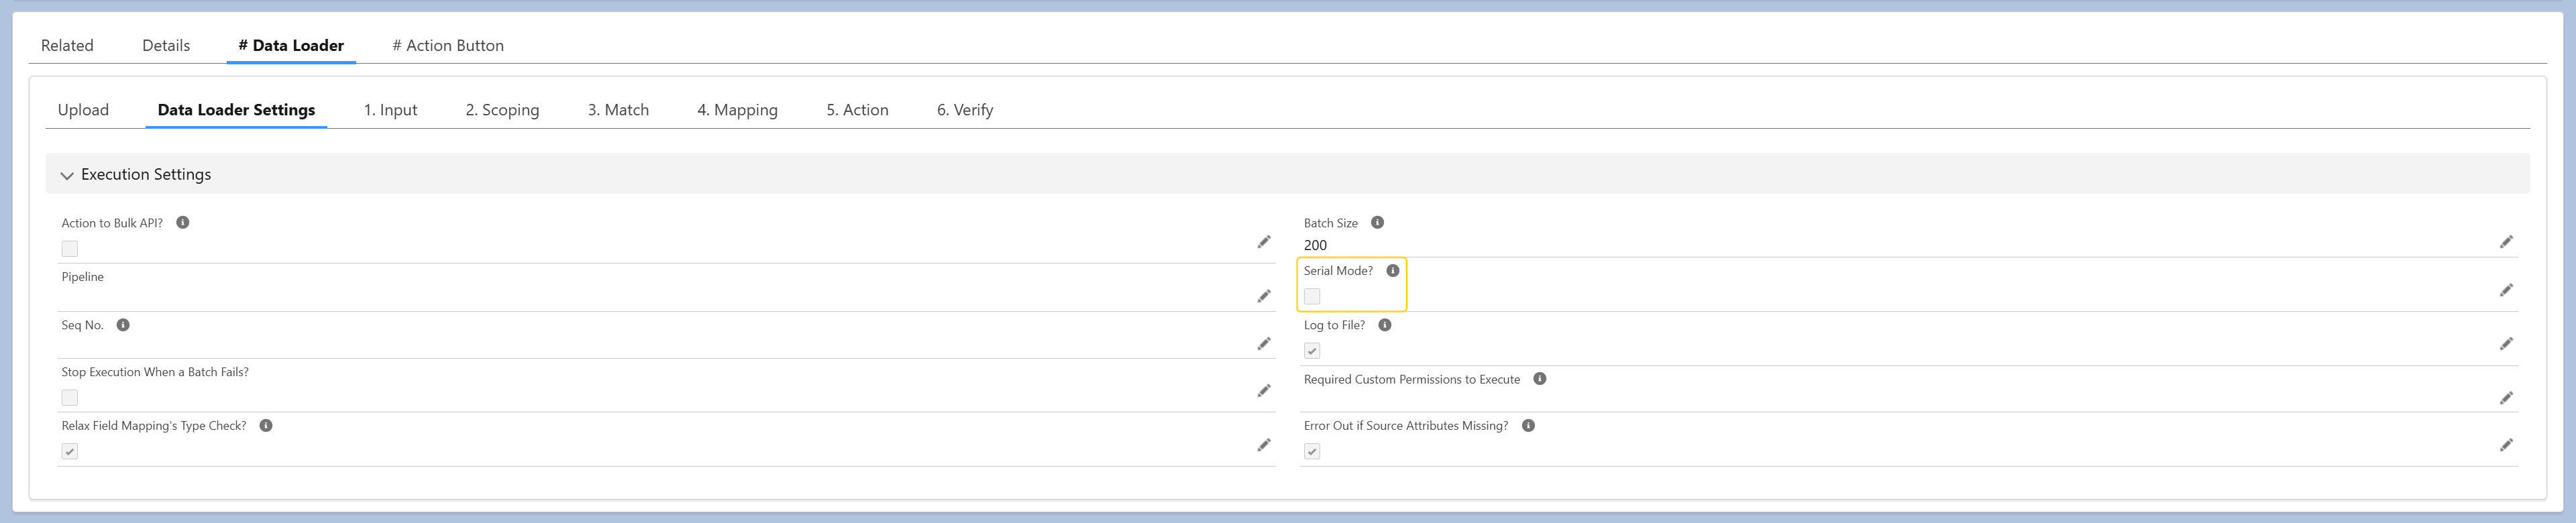 Related Details # Data Loader # Action Button
Upload Data Loader Settings 1. Input 2. Scoping 3. Match 4. Mapping 5. Action 6. Verify
Execution Settings
Action to Bulk API?
Batch Size
200
Pipeline
Serial Mode?
Seq No.
Log to File?
Stop Execution When a Batch Fails?
Required Custom Permissions to Execute
Relax Field Mapping's Type Check?
Error Out if Source Attributes Missing?